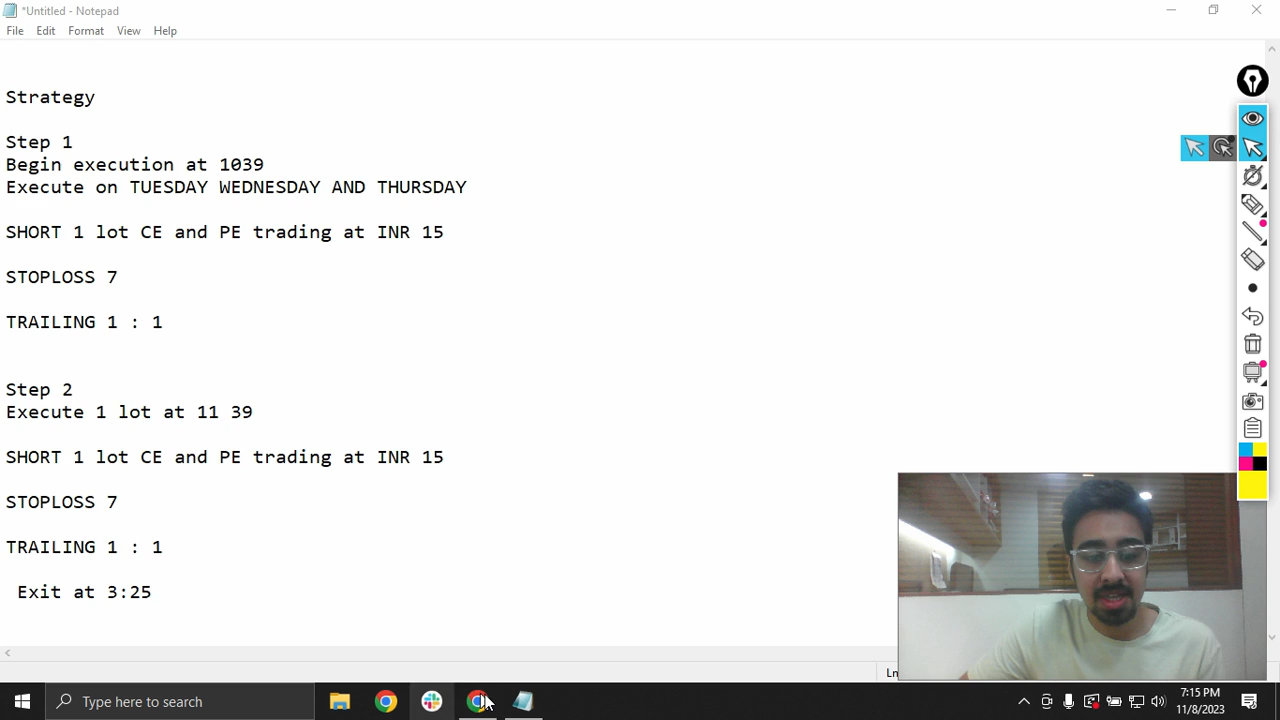 *Untitled - Notepad
File Edit Format View Help
Strategy
Step 1
Begin execution at 1039
Execute on TUESDAY WEDNESDAY AND THURSDAY
SHORT 1 lot CE and PE trading at INR 15
STOPLOSS 7
TRAILING 1 : 1
Step 2
Execute 1 lot at 11 39
SHORT 1 lot CE and PE trading at INR 15
STOPLOSS 7
TRAILING 1 : 1
Exit at 3:25
Ln
Type here to search
7:15 PM
11/8/2023